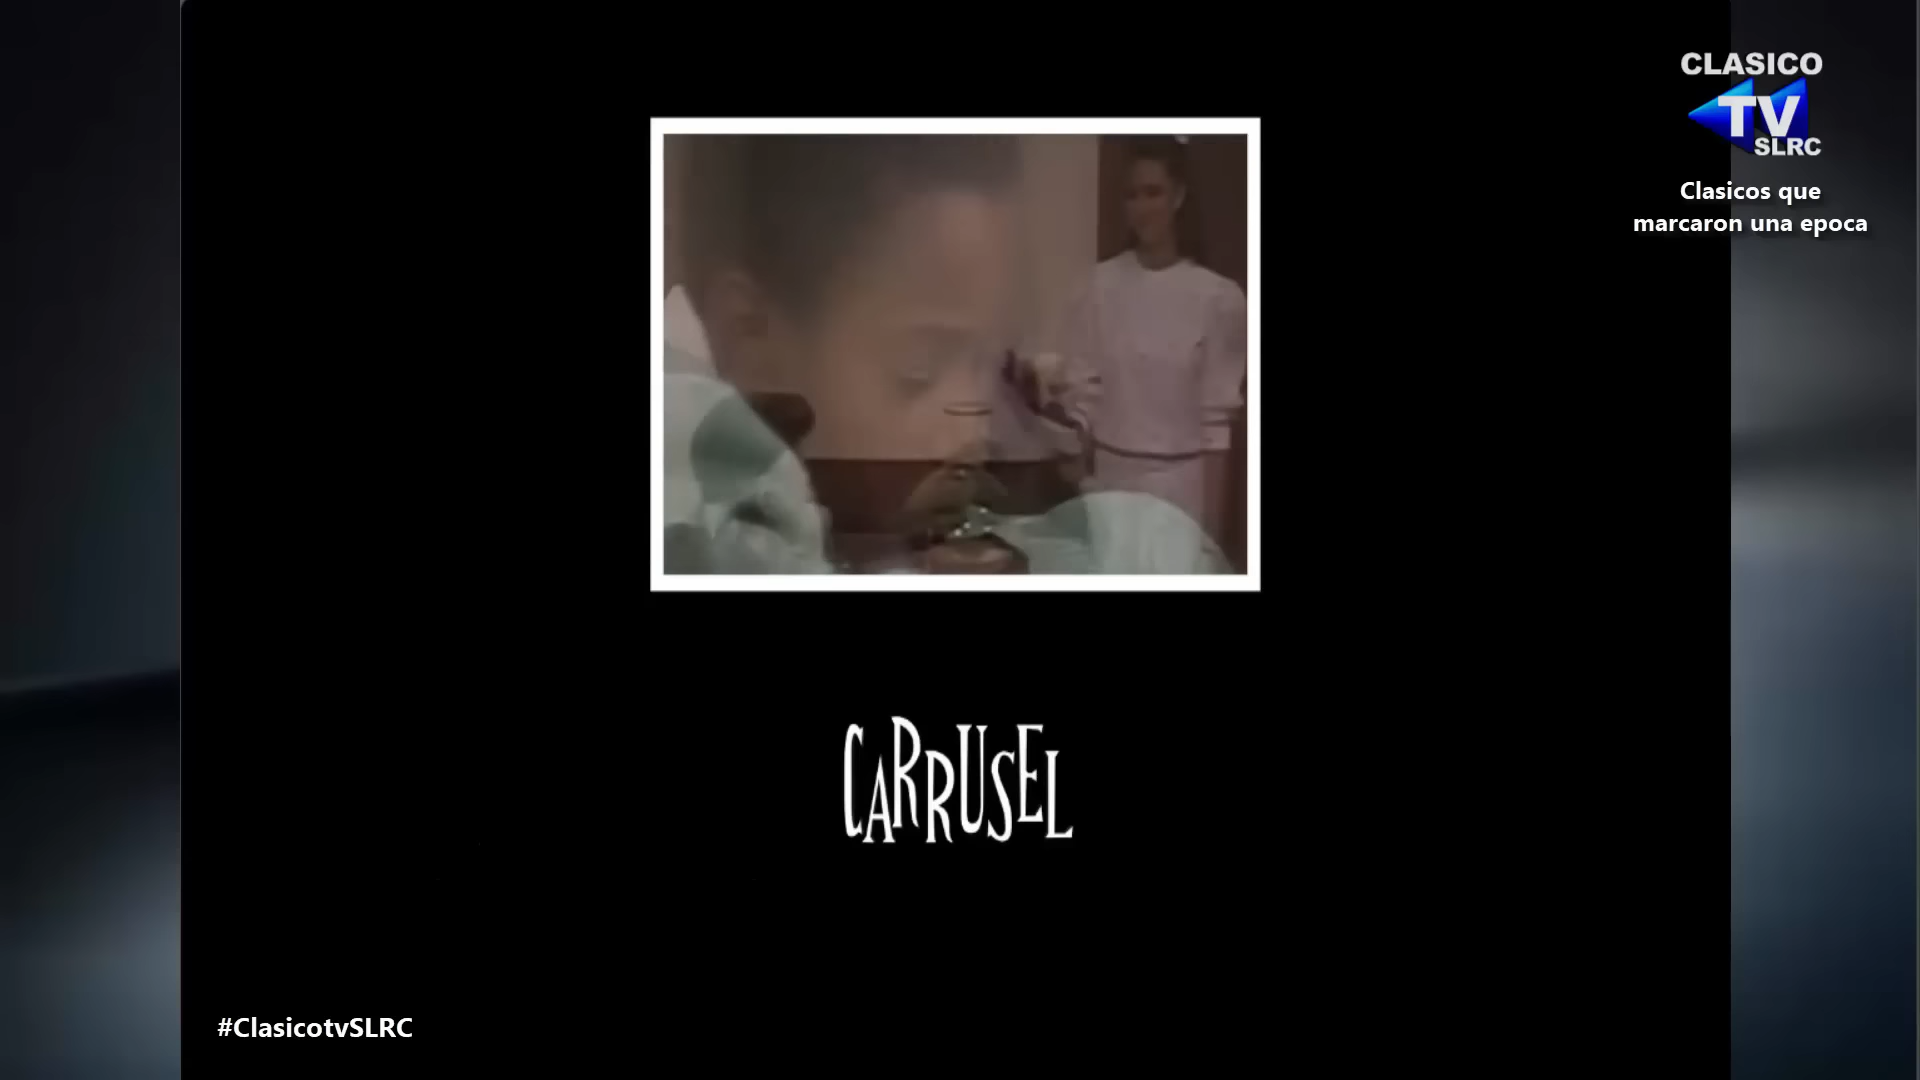 CLASICO
TV
SLRC
Clasicos que
marcaron una epoca
CARRUSEL
#ClasicotvSLRC